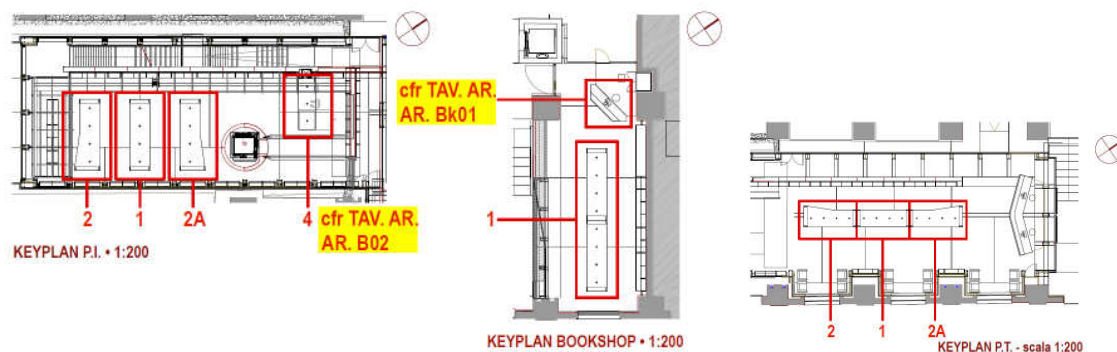 2
1
2A
4
cfr TAV. AR.
AR. B02
KEYPLAN P.I. • 1:200
cfr TAV. AR.
AR. Bk01
1
KEYPLAN BOOKSHOP • 1:200
2
1
2A
KEYPLAN P.T. - scala 1:200